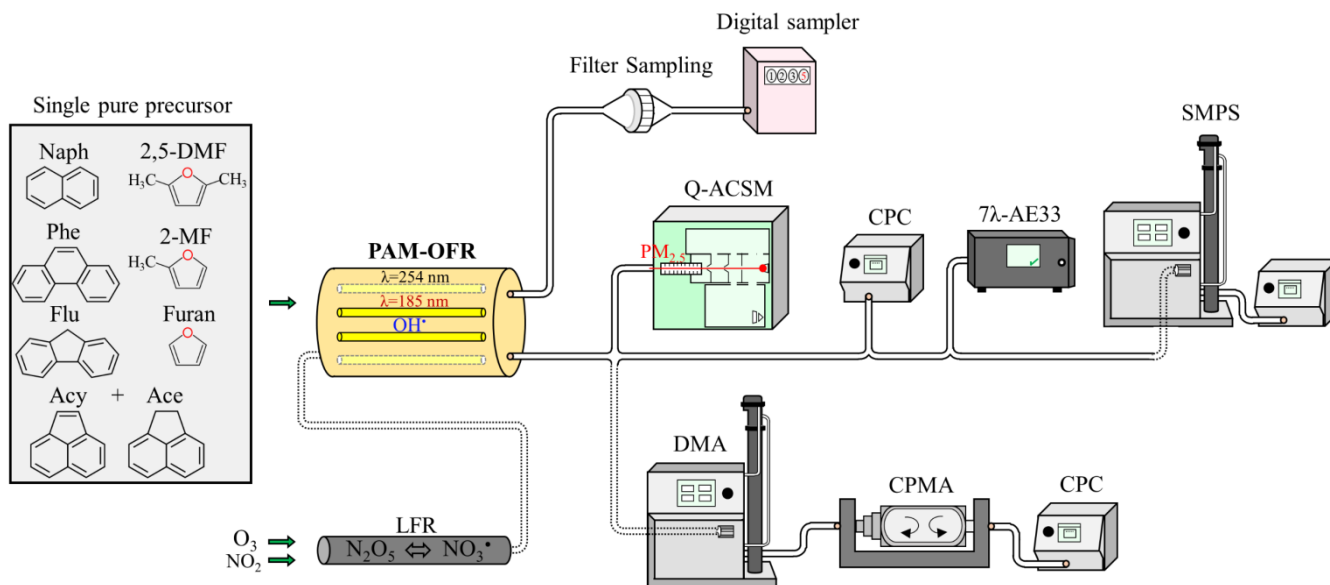 Digital sampler
①②③⑤
Filter Sampling
Single pure precursor
Naph
2,5-DMF
O
H₃C
CH₃
Phe
2-MF
O
H₃C
Flu
Furan
O
Acy + Ace
PAM-OFR
λ=254 nm
λ=185 nm
OH•
Q-ACSM
PM2.5
CPC
7λ-AE33
SMPS
DMA
CPMA
CPC
O₃
NO₂
LFR
N₂O₅ ⇔ NO₃•